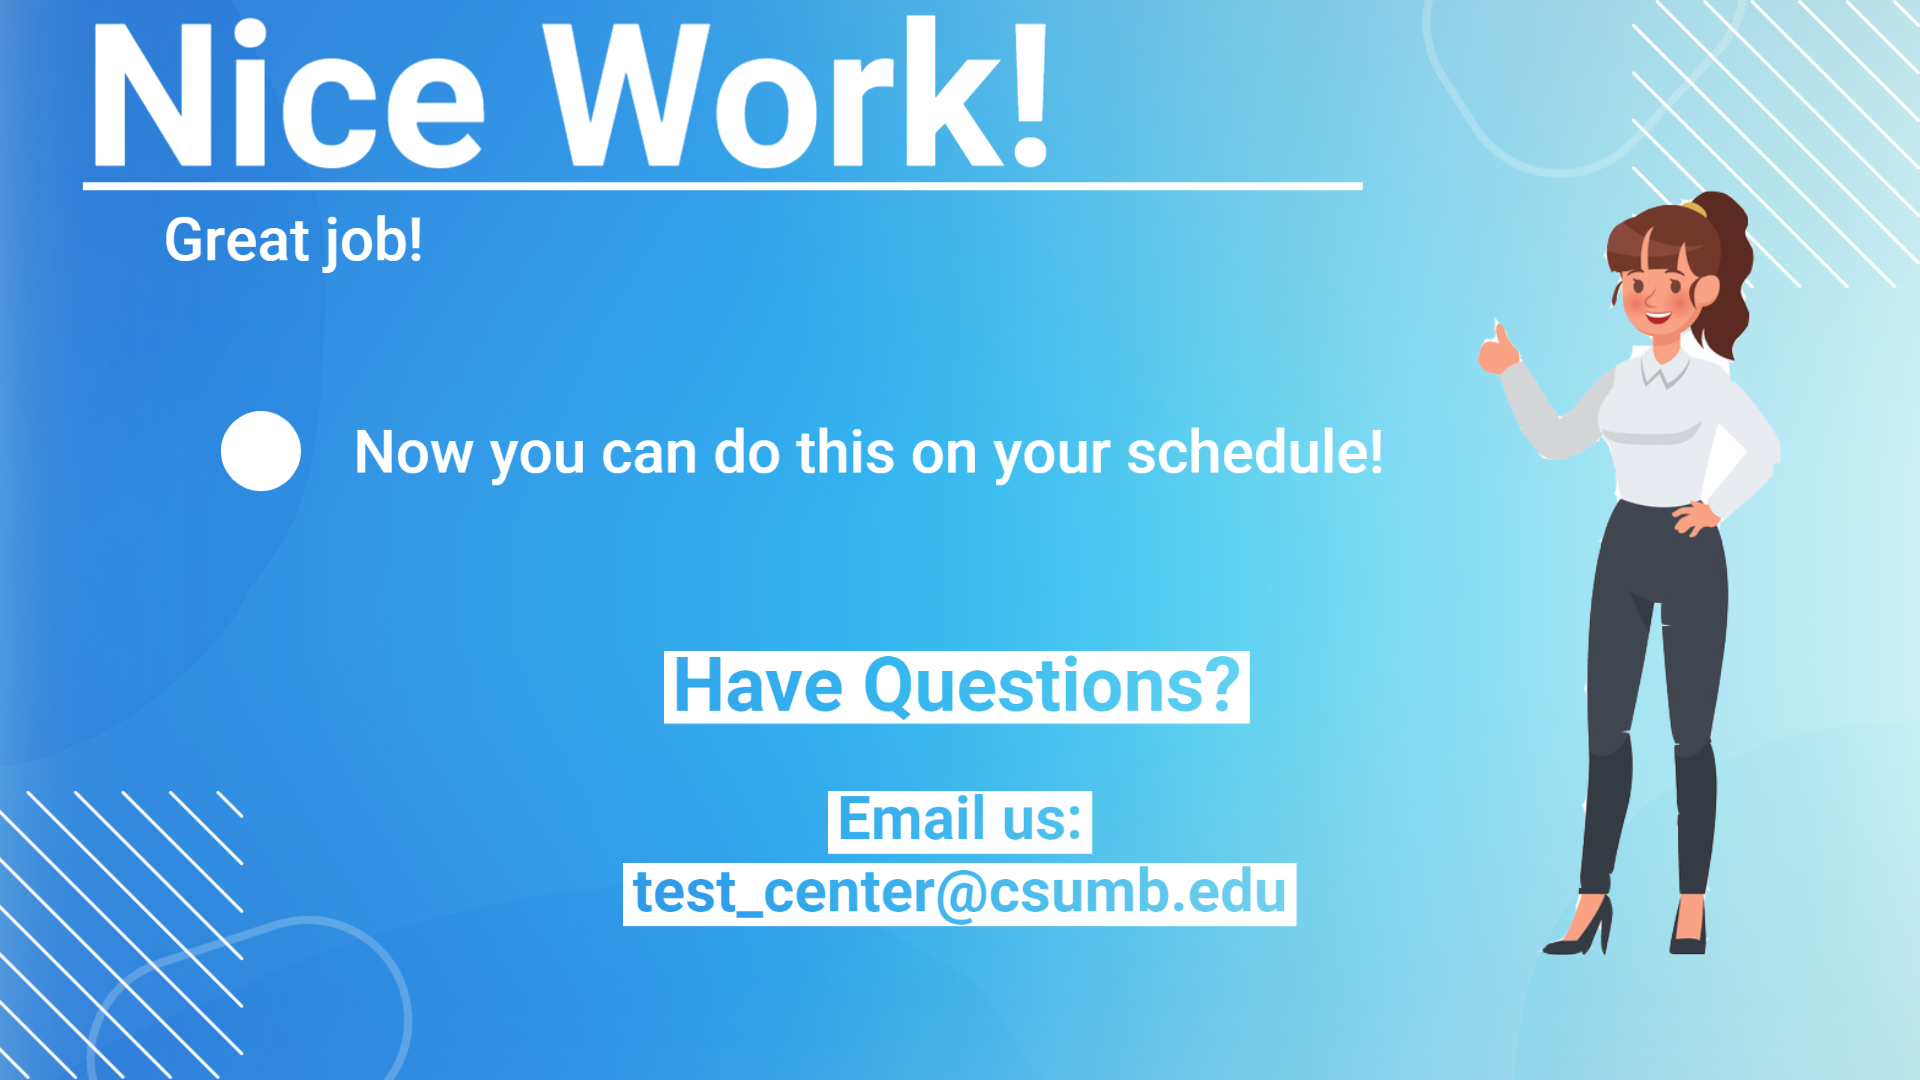 Nice Work!
Great job!
Now you can do this on your schedule!
Have Questions?
Email us:
test_center@csumb.edu